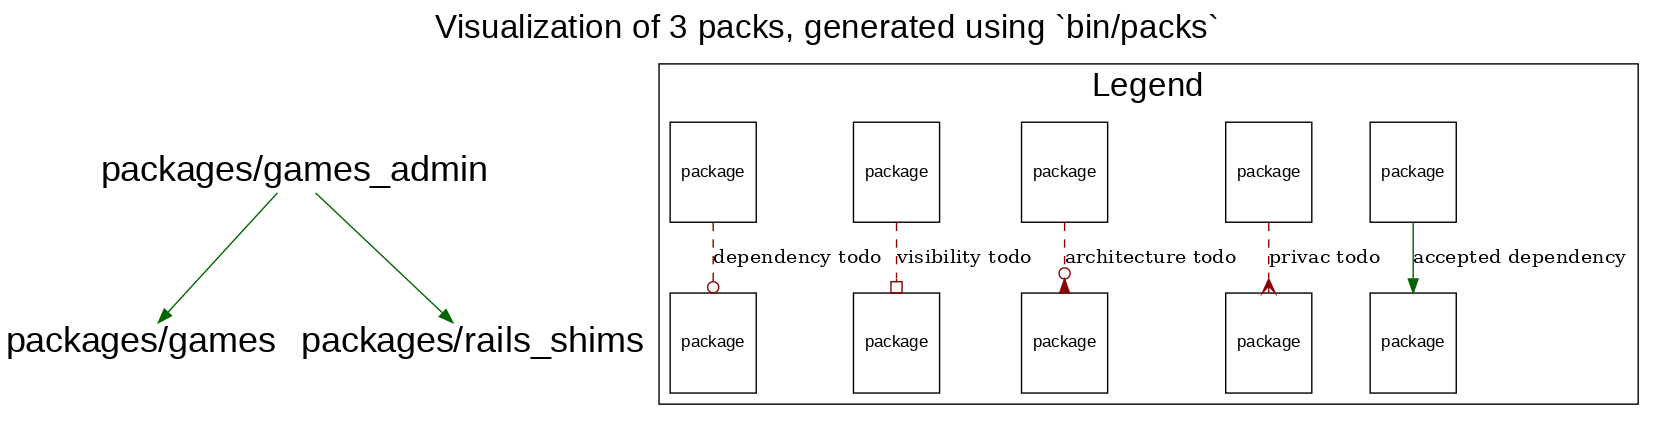 Visualization of 3 packs, generated using `bin/packs`
packages/games_admin
packages/games
packages/rails_shims
Legend
package
package
package
package
package
dependency todo
visibility todo
architecture todo
privac todo
accepted dependency
package
package
package
package
package